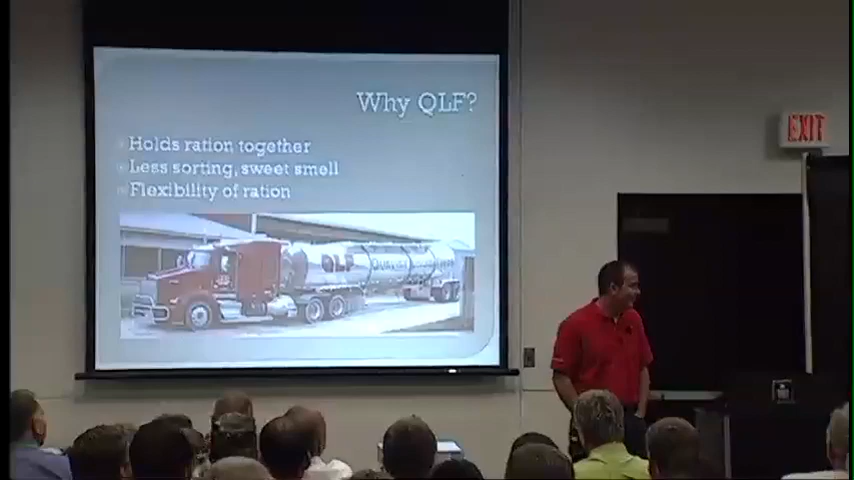 Why QLF?
Holds ration together
Less sorting, sweet smell
Flexibility of ration
QLF
EXIT